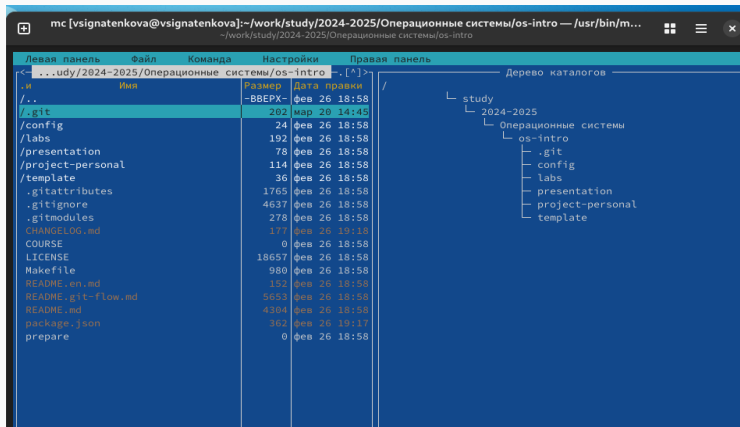 mc [vsignatenkova@vsignatenkova]:~/work/study/2024-2025/Операционные системы/os-intro — /usr/bin/m...
~/work/study/2024-2025/Операционные системы/os-intro
Левая панель Файл Команда Настройки Правая панель
<— ...udy/2024-2025/Операционные системы/os-intro —.[^]>
.и Имя Размер Дата правки
/.. -ВВЕРХ- фев 26 18:58
/.git 202 мар 20 14:45
/config 24 фев 26 18:58
/labs 192 фев 26 18:58
/presentation 78 фев 26 18:58
/project-personal 114 фев 26 18:58
/template 36 фев 26 18:58
.gitattributes 1765 фев 26 18:58
.gitignore 4637 фев 26 18:58
.gitmodules 278 фев 26 18:58
CHANGELOG.md 177 фев 26 19:18
COURSE 0 фев 26 18:58
LICENSE 18657 фев 26 18:58
Makefile 980 фев 26 18:58
README.en.md 152 фев 26 18:58
README.git-flow.md 5653 фев 26 18:58
README.md 4304 фев 26 18:58
package.json 362 фев 26 19:17
prepare 0 фев 26 18:58
Дерево каталогов
/
└─ study
└─ 2024-2025
└─ Операционные системы
└─ os-intro
├─ .git
├─ config
├─ labs
├─ presentation
├─ project-personal
└─ template